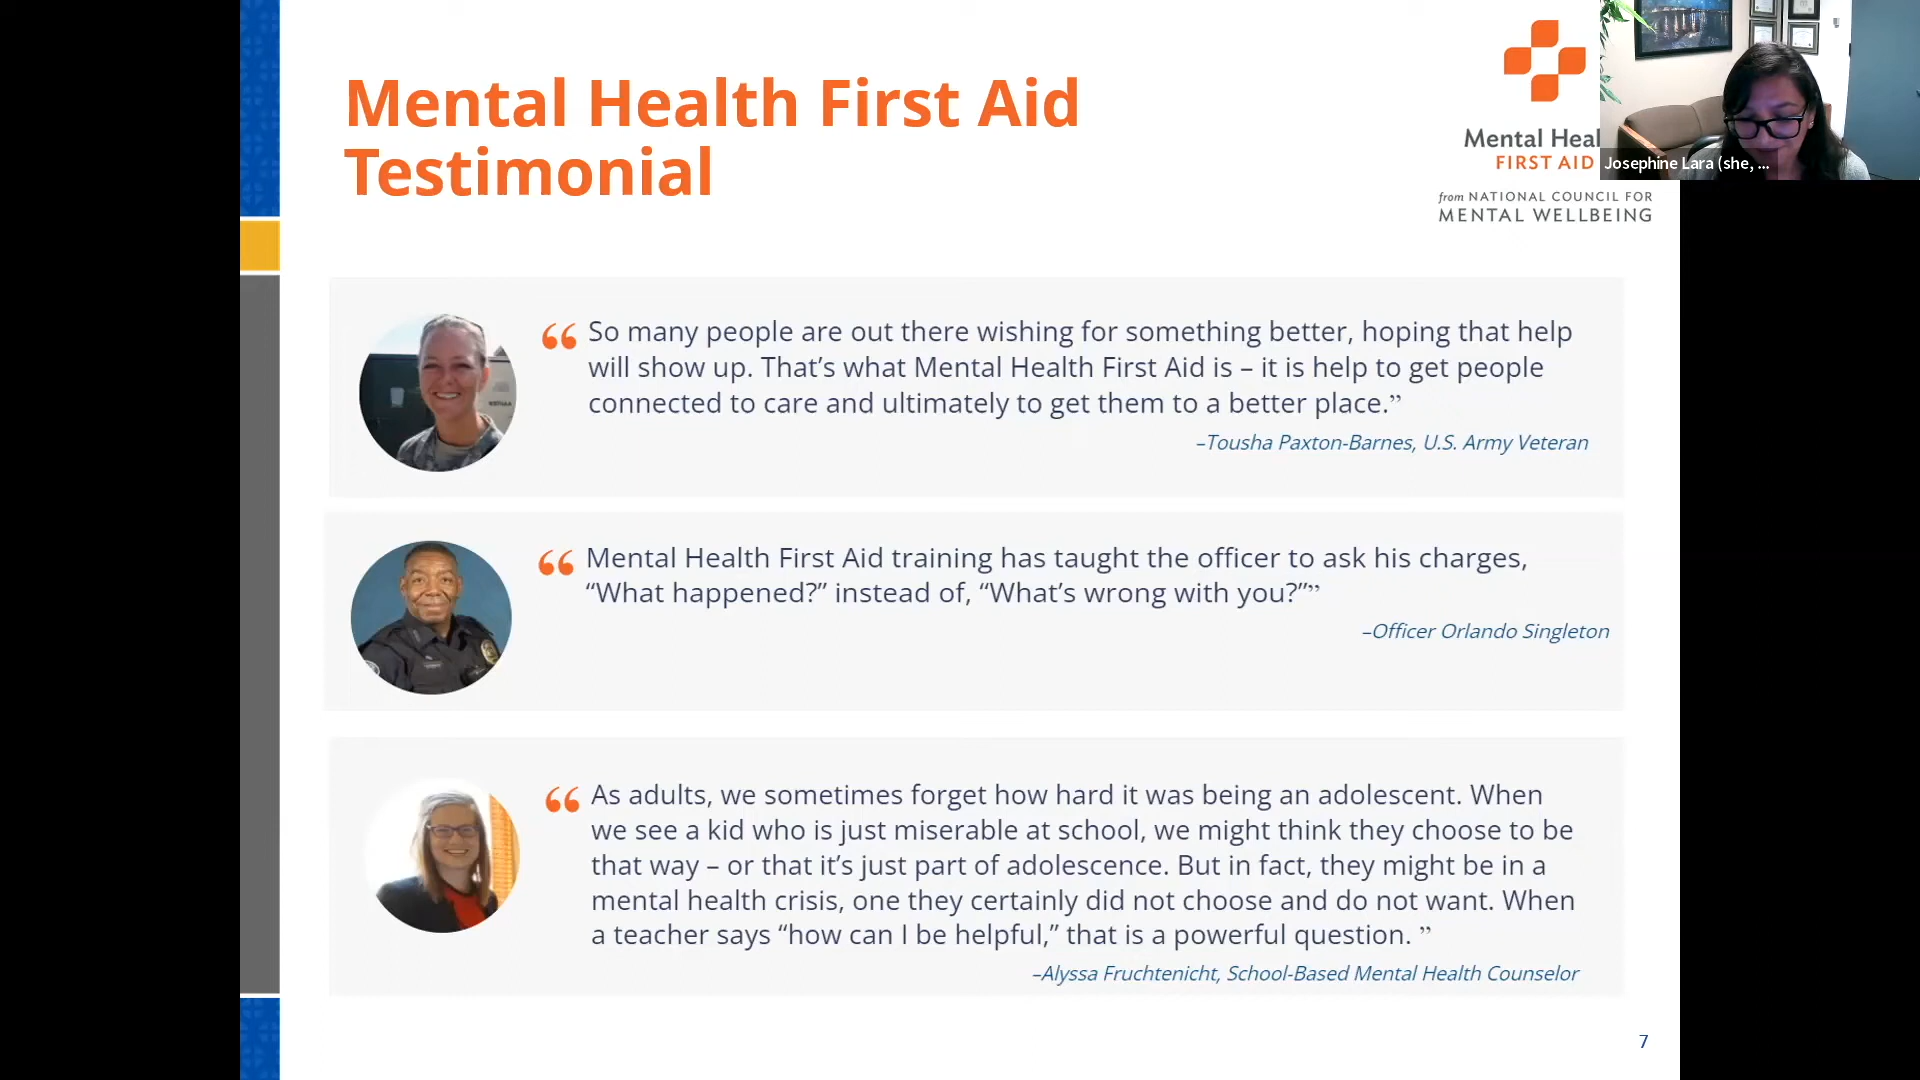 Mental Health First Aid
Testimonial
Mental Heal
FIRST AID
from NATIONAL COUNCIL FOR
MENTAL WELLBEING
Josephine Lara (she, ...
“ So many people are out there wishing for something better, hoping that help
will show up. That’s what Mental Health First Aid is – it is help to get people
connected to care and ultimately to get them to a better place.”
–Tousha Paxton-Barnes, U.S. Army Veteran
“ Mental Health First Aid training has taught the officer to ask his charges,
“What happened?” instead of, “What’s wrong with you?””
–Officer Orlando Singleton
“ As adults, we sometimes forget how hard it was being an adolescent. When
we see a kid who is just miserable at school, we might think they choose to be
that way – or that it’s just part of adolescence. But in fact, they might be in a
mental health crisis, one they certainly did not choose and do not want. When
a teacher says “how can I be helpful,” that is a powerful question. ”
–Alyssa Fruchtenicht, School-Based Mental Health Counselor
7